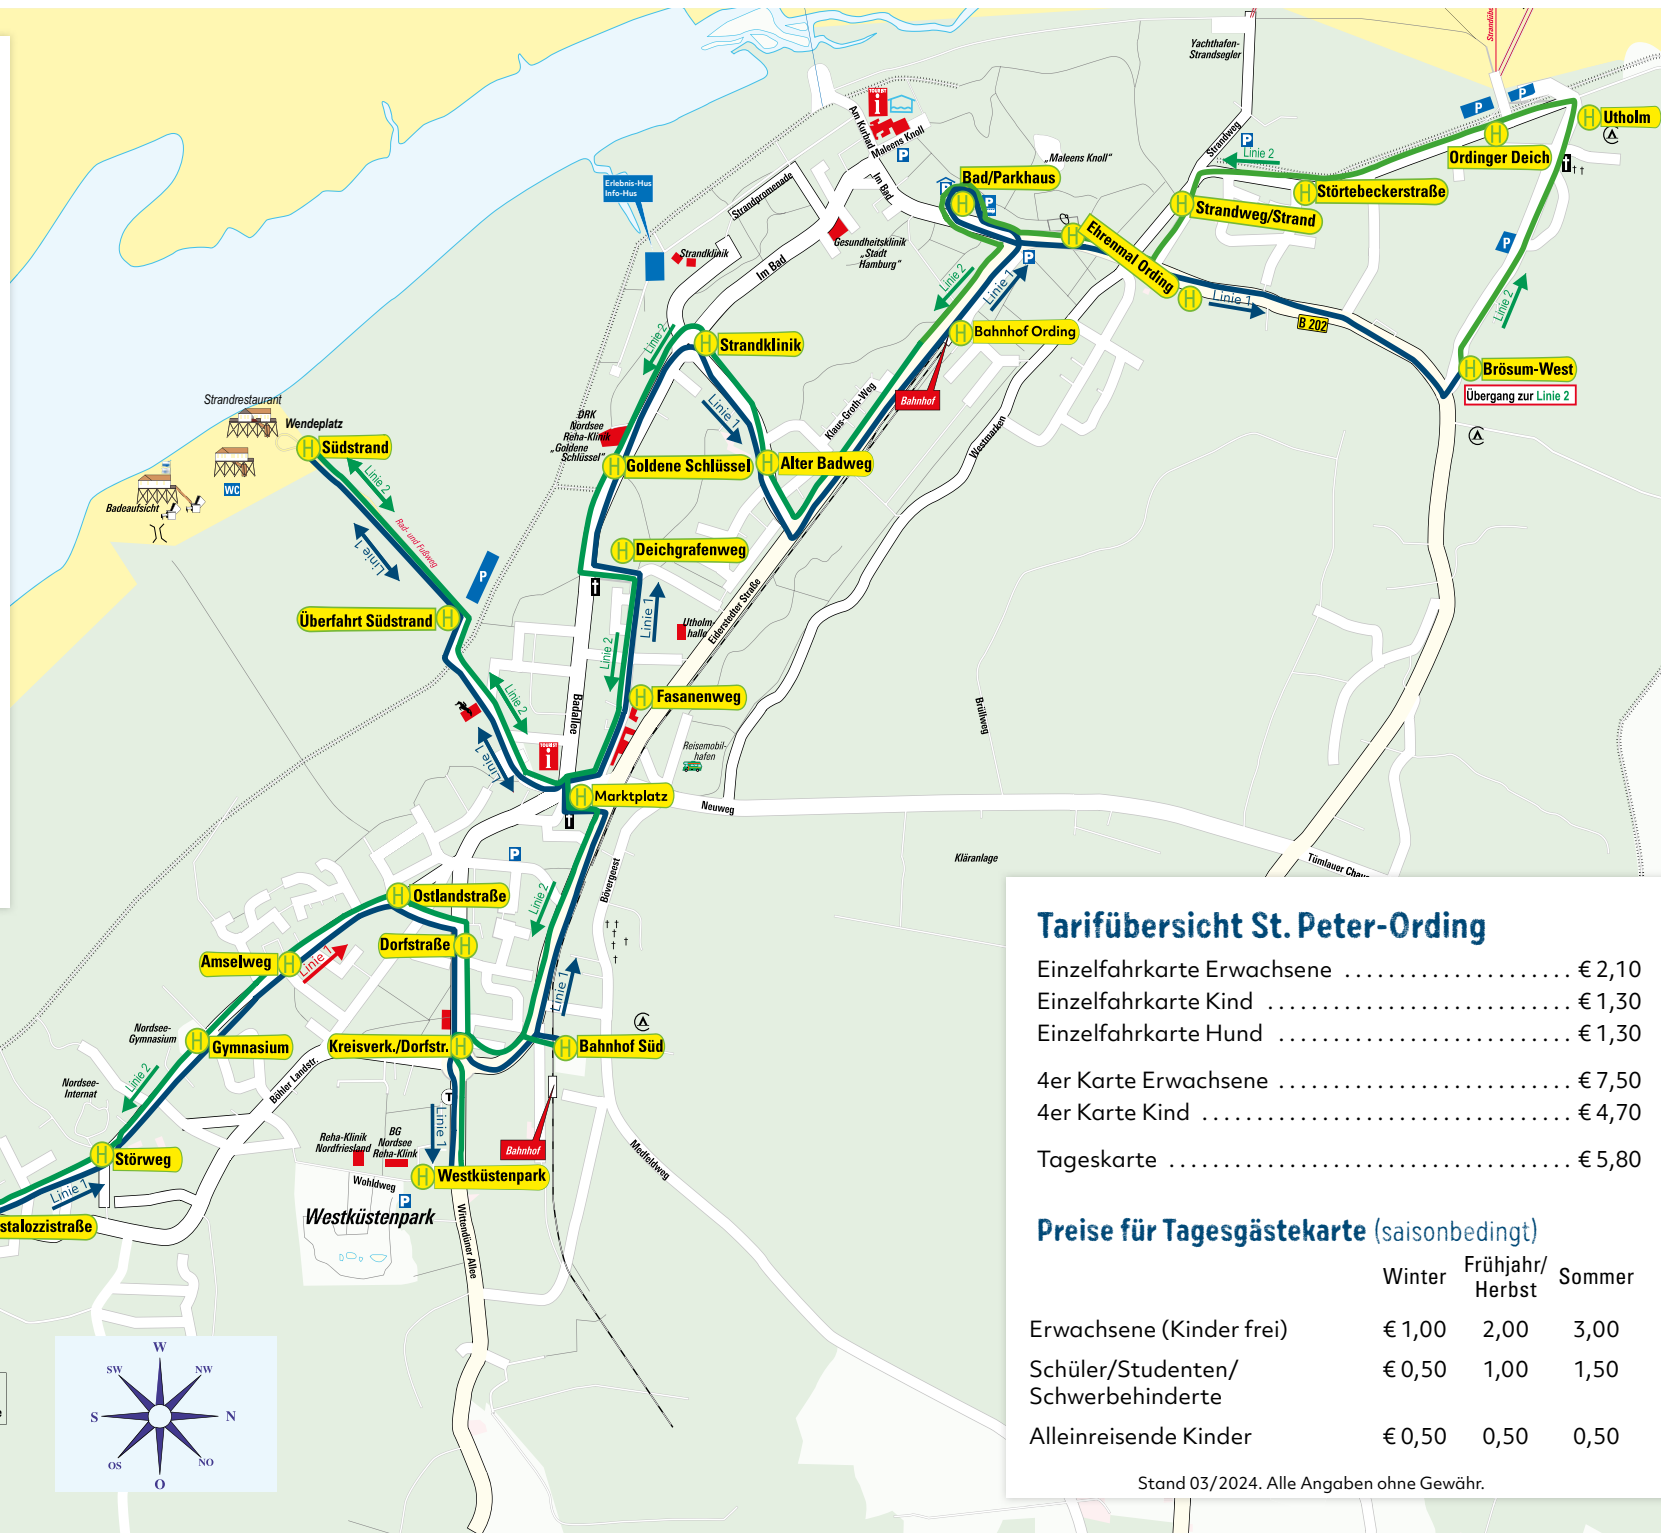 Yachthafen-
Strandsegler
Strandweg
Am Kurbad
Maleens Knoll
Im Bad
„Maleens Knoll“
TOURIST
i
P
Utholm
Ordinger Deich
Linie 2
Störtebeckerstraße
Strandweg/Strand
Bad/Parkhaus
Ehrenmal Ording
Erlebnis-Hus
Info-Hus
Strandpromenade
Strandklinik
Im Bad
Gesundheitsklinik
„Stadt
Hamburg“
Linie 2
Linie 1
Linie 1
B 202
Linie 2
Bahnhof Ording
Bahnhof
Strandklinik
Linie 2
Linie 1
Brösum-West
Übergang zur Linie 2
Klaus-Groth-Weg
Westmarken
Strandrestaurant
Wendeplatz
Südstrand
WC
Badeaufsicht
Linie 2
Rad- und Fußweg
Linie 1
P
DRK
Nordsee
Reha-Klinik
„Goldene
Schlüssel“
Goldene Schlüssel
Alter Badweg
Deichgrafenweg
Überfahrt Südstrand
Linie 1
Linie 2
Utholm
halle
Eiderstedter Straße
Fasanenweg
Badallee
Linie 2
Linie 1
TOURIST
i
Reisemobil-
hafen
Brüllweg
Marktplatz
Neuweg
Kläranlage
Tümlauer Chau
Bövergeest
P
Linie 2
Linie 1
Ostlandstraße
Dorfstraße
Amselweg
Linie 1
Nordsee-
Gymnasium
Gymnasium
Kreisverk./Dorfstr.
Bahnhof Süd
Linie 2
Nordsee-
Internat
Böhler Landstr.
Linie 1
Reha-Klinik
Nordfriesland
BG
Nordsee
Reha-Klink
Bahnhof
Medfeldweg
Störweg
Linie 1
Westküstenpark
Wohldweg
P
stalozzistraße
Westküstenpark
Wittendüner Allee
W
SW
NW
S
N
OS
NO
O
Tarifübersicht St. Peter-Ording
Einzelfahrkarte Erwachsene ..................... € 2,10
Einzelfahrkarte Kind ............................ € 1,30
Einzelfahrkarte Hund ........................... € 1,30
4er Karte Erwachsene ........................... € 7,50
4er Karte Kind .................................. € 4,70
Tageskarte ..................................... € 5,80
Preise für Tagesgästekarte (saisonbedingt)
Winter Frühjahr/ Sommer
Herbst
Erwachsene (Kinder frei) € 1,00 2,00 3,00
Schüler/Studenten/ € 0,50 1,00 1,50
Schwerbehinderte
Alleinreisende Kinder € 0,50 0,50 0,50
Stand 03/2024. Alle Angaben ohne Gewähr.